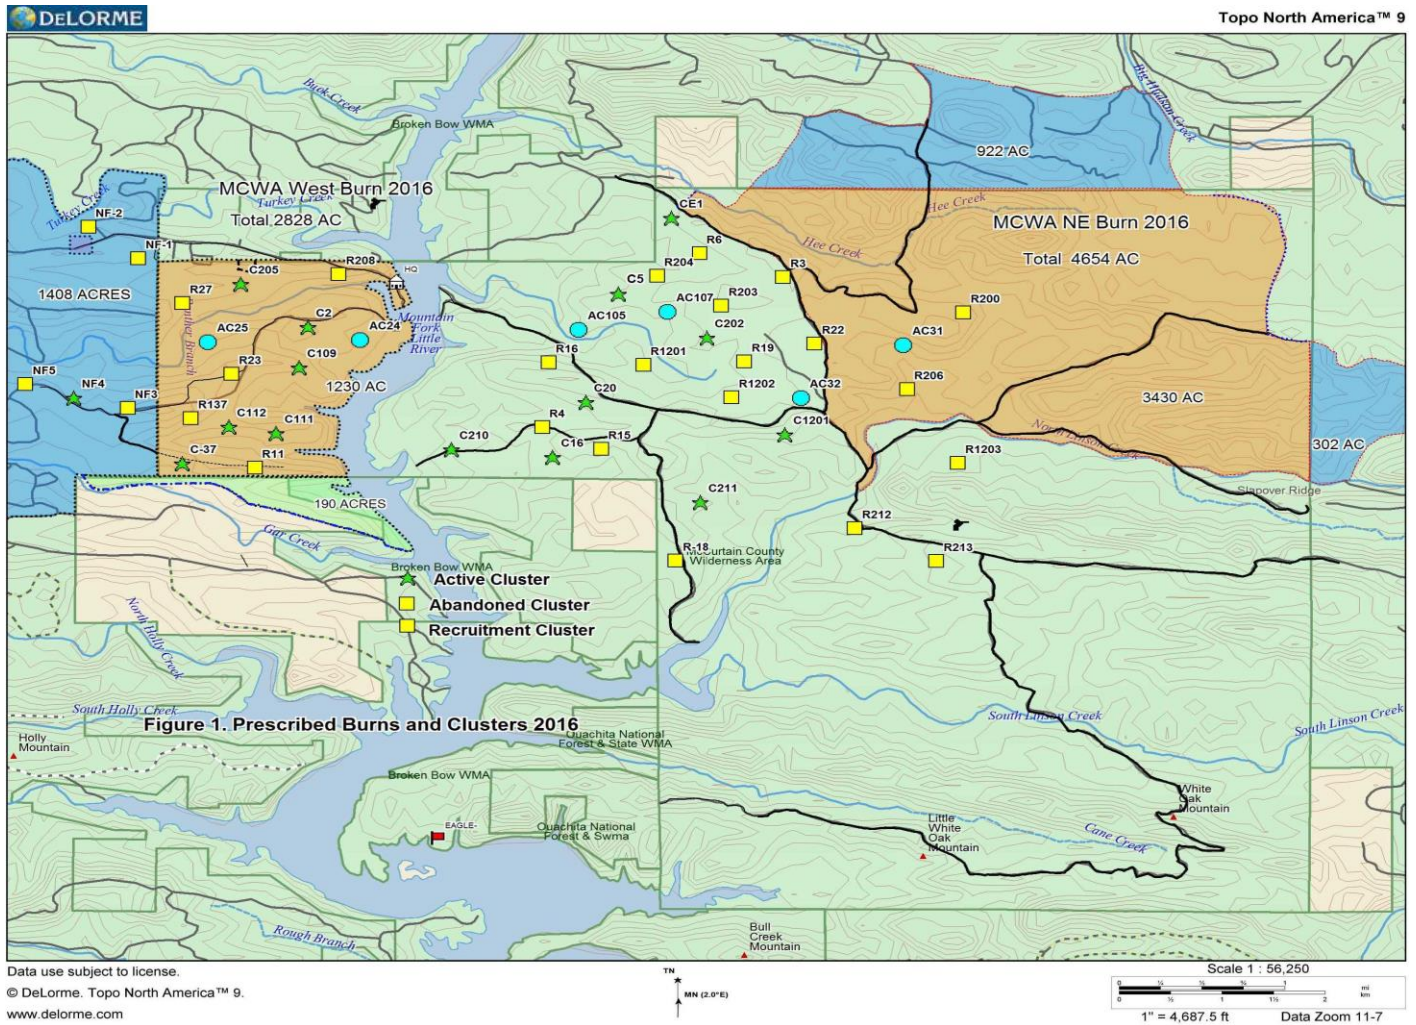 DELORME
Topo North America™ 9
Buck Creek
Broken Bow WMA
Big Hudson Creek
922 AC
MCWA West Burn 2016
Turkey Creek
Total 2828 AC
Turkey Creek
NF-2
NF-1
CE1
Hee Creek
MCWA NE Burn 2016
Hee Creek
R6
Total 4654 AC
R208
HQ
C205
R204
R3
C5
1408 ACRES
R27
AC107
R203
R200
Panther Branch
C2
Mountain
Fork
Little
River
AC25
AC24
AC105
C202
R22
AC31
C109
R23
R16
R1201
R19
NF5
NF4
NF3
1230 AC
R1202
AC32
R206
3430 AC
C20
R137
C112
C111
R4
C1201
North Linson Creek
302 AC
C210
C16
R15
C-37
R11
R1203
190 ACRES
C211
Slapover Ridge
R212
Gar Creek
R-18
McCurtain County
Wilderness Area
R213
Broken Bow WMA
Active Cluster
Abandoned Cluster
Recruitment Cluster
North Holly Creek
South Holly Creek
Figure 1. Prescribed Burns and Clusters 2016
South Linson Creek
South Linson Creek
Holly
Mountain
Ouachita National
Forest & State WMA
Broken Bow WMA
White
Oak
Mountain
EAGLE-
Ouachita National
Forest & Swma
Little
White
Oak
Mountain
Cane Creek
Rough Branch
Bull
Creek
Mountain
Data use subject to license.
© DeLorme. Topo North America™ 9.
www.delorme.com
TN
MN (2.0°E)
Scale 1 : 56,250
mi
km
1" = 4,687.5 ft
Data Zoom 11-7